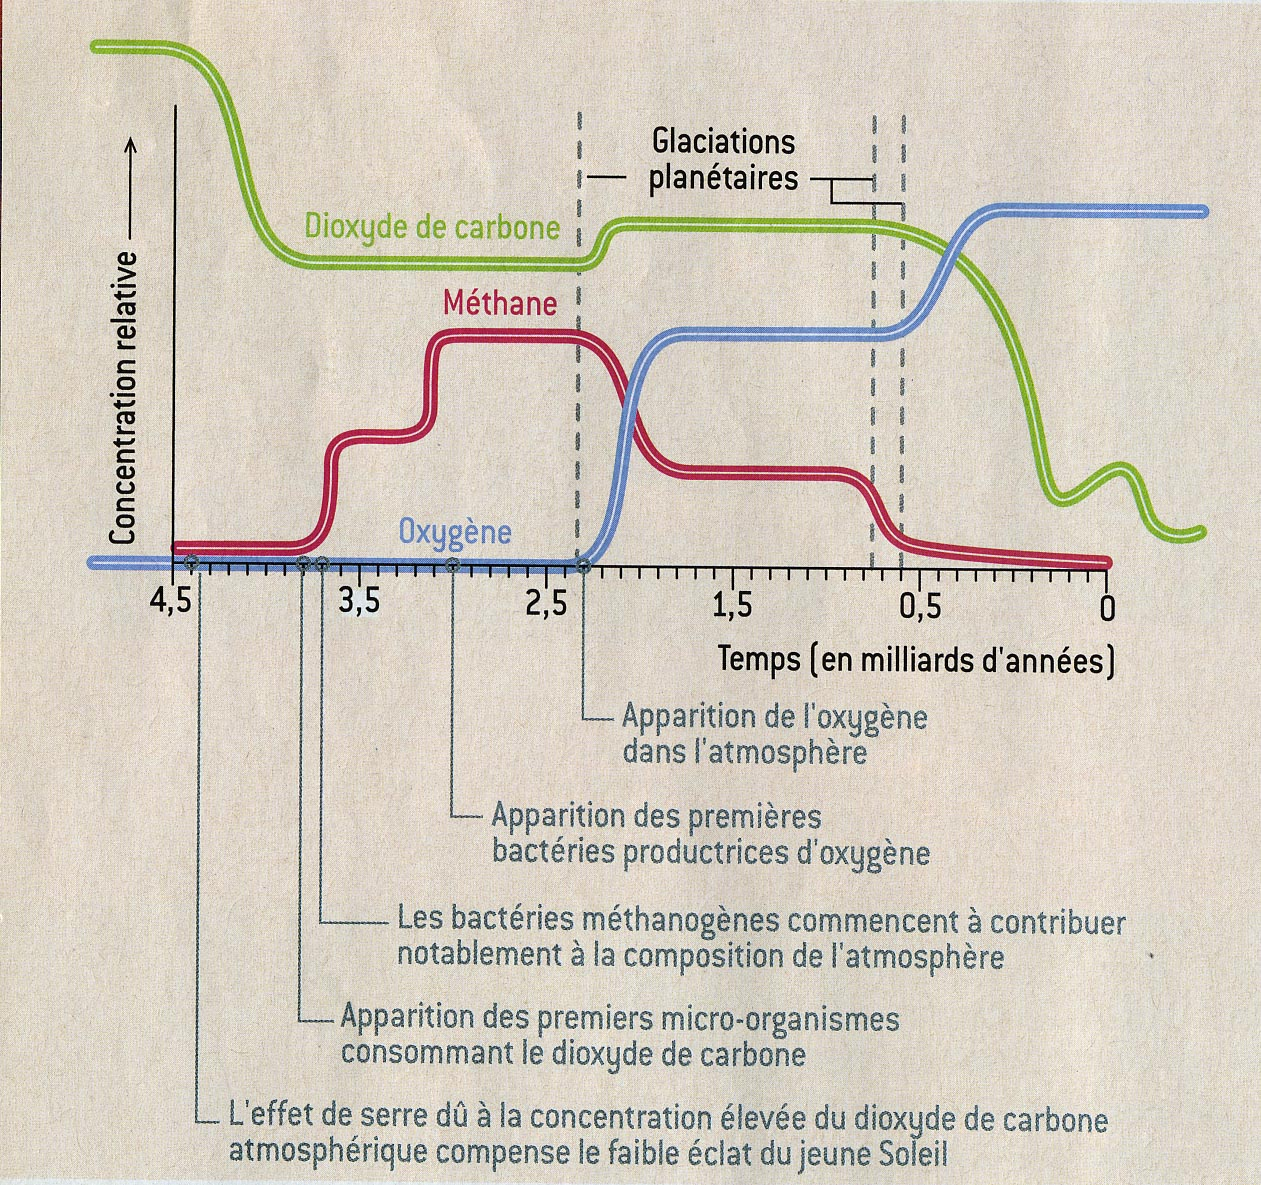 Glaciations
planétaires
Dioxyde de carbone
Méthane
Oxygène
Concentration relative
4,5
3,5
2,5
1,5
0,5
0
Temps (en milliards d'années)
Apparition de l'oxygène
dans l'atmosphère
Apparition des premières
bactéries productrices d'oxygène
Les bactéries méthanogènes commencent à contribuer
notablement à la composition de l'atmosphère
Apparition des premiers micro-organismes
consommant le dioxyde de carbone
L'effet de serre dû à la concentration élevée du dioxyde de carbone
atmosphérique compense le faible éclat du jeune Soleil